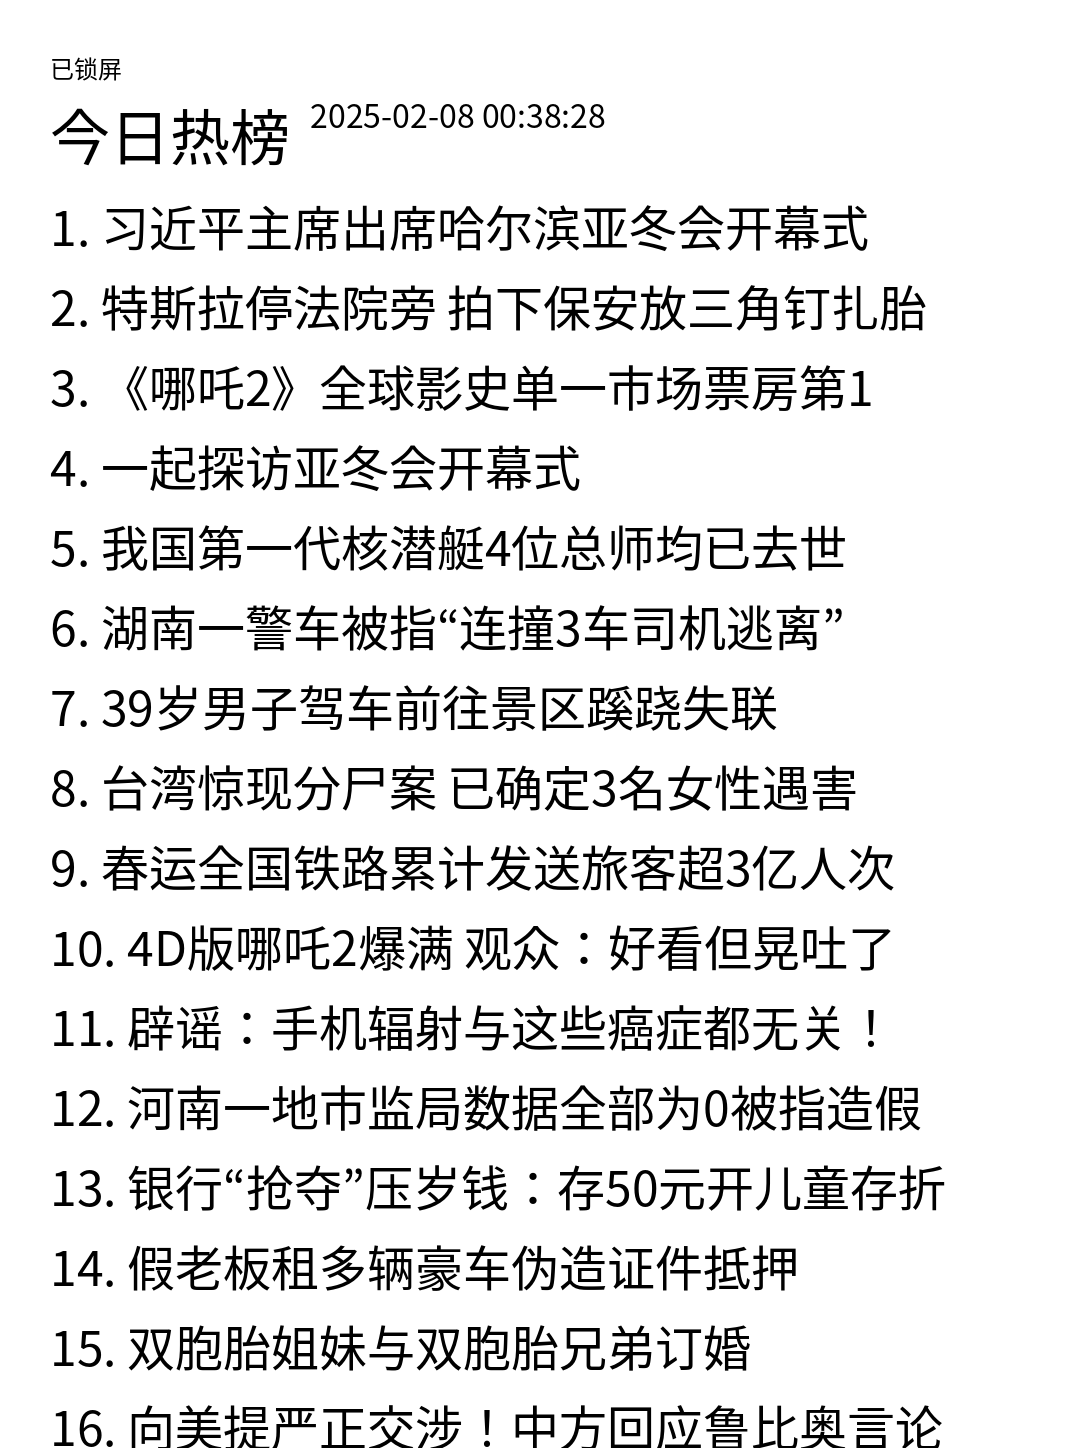 已锁屏
今日热榜 2025-02-08 00:38:28
1. 习近平主席出席哈尔滨亚冬会开幕式
2. 特斯拉停法院旁 拍下保安放三角钉扎胎
3. 《哪吒2》全球影史单一市场票房第1
4. 一起探访亚冬会开幕式
5. 我国第一代核潜艇4位总师均已去世
6. 湖南一警车被指“连撞3车司机逃离”
7. 39岁男子驾车前往景区蹊跷失联
8. 台湾惊现分尸案 已确定3名女性遇害
9. 春运全国铁路累计发送旅客超3亿人次
10. 4D版哪吒2爆满 观众：好看但晃吐了
11. 辟谣：手机辐射与这些癌症都无关！
12. 河南一地市监局数据全部为0被指造假
13. 银行“抢夺”压岁钱：存50元开儿童存折
14. 假老板租多辆豪车伪造证件抵押
15. 双胞胎姐妹与双胞胎兄弟订婚
16. 向美提严正交涉！中方回应鲁比奥言论